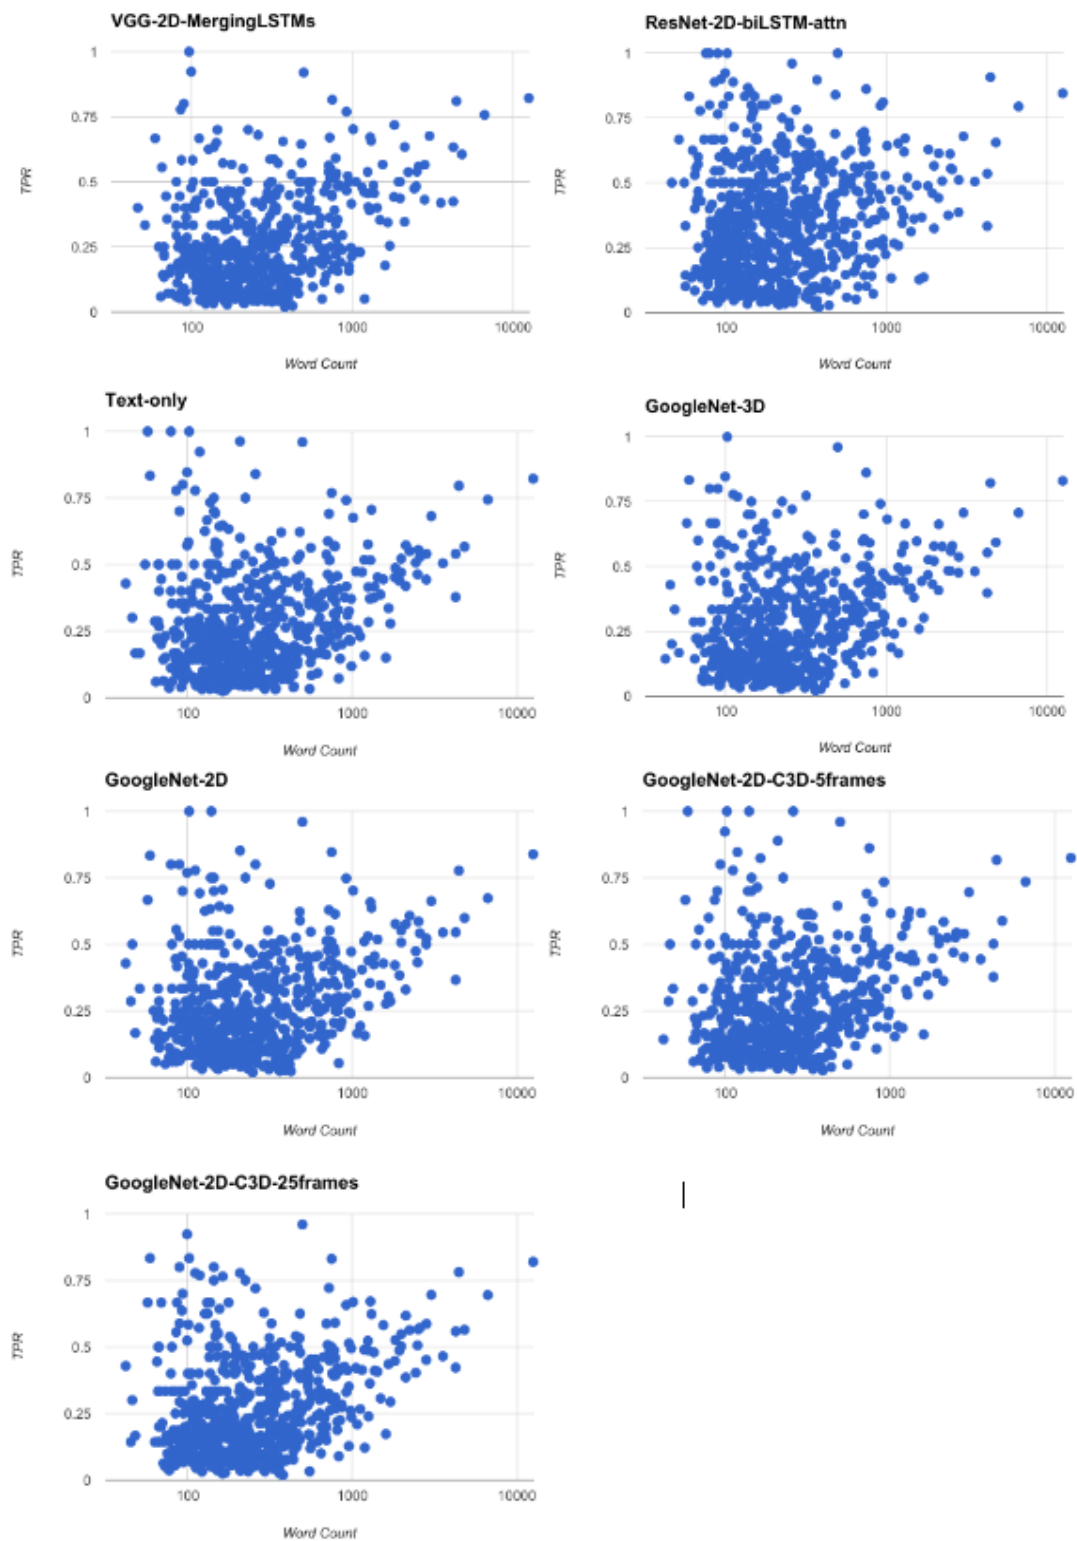 VGG-2D-MergingLSTMs
1
0.75
TPR
0.5
0.25
0
100 1000 10000
Word Count
ResNet-2D-biLSTM-attn
1
0.75
TPR
0.5
0.25
0
100 1000 10000
Word Count
Text-only
1
0.75
TPR
0.5
0.25
0
100 1000 10000
Word Count
GoogleNet-3D
1
0.75
TPR
0.5
0.25
0
100 1000 10000
Word Count
GoogleNet-2D
1
0.75
TPR
0.5
0.25
0
100 1000 10000
Word Count
GoogleNet-2D-C3D-5frames
1
0.75
TPR
0.5
0.25
0
100 1000 10000
Word Count
GoogleNet-2D-C3D-25frames
1
0.75
TPR
0.5
0.25
0
100 1000 10000
Word Count